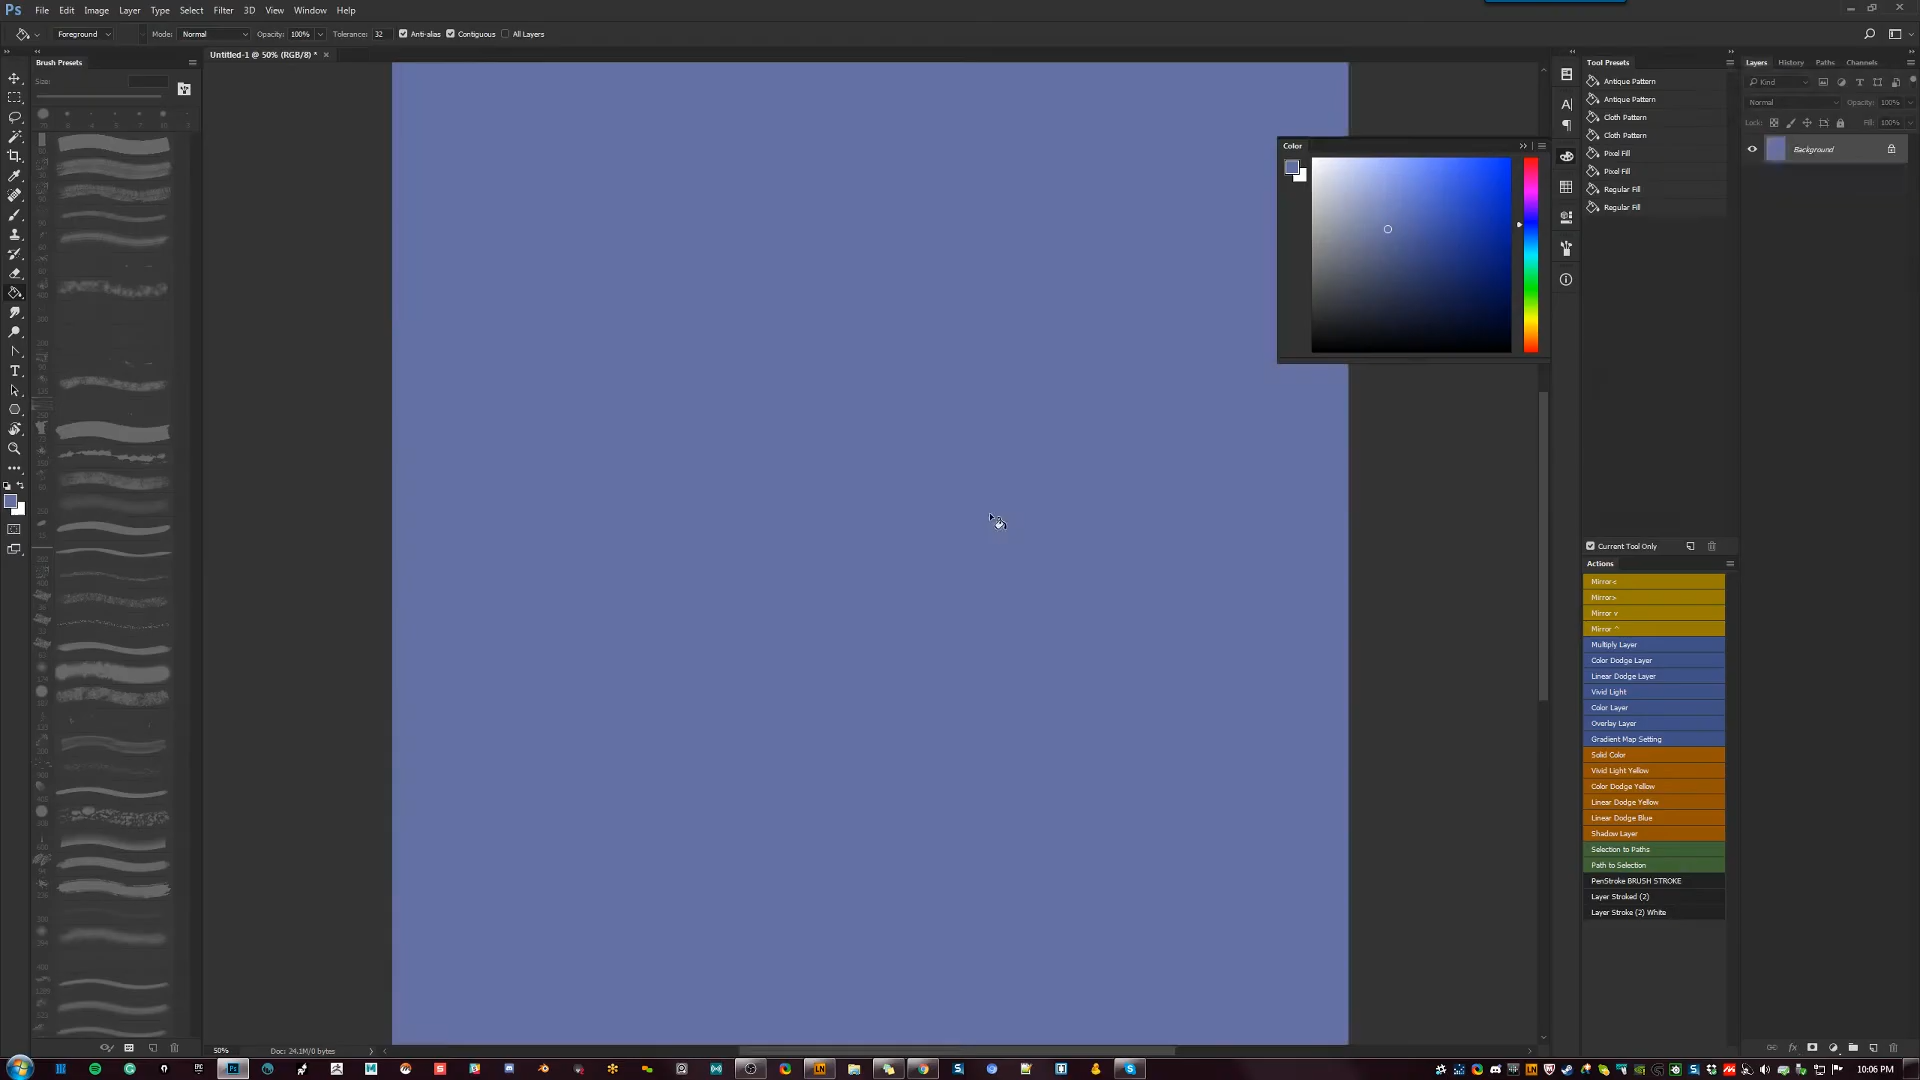 Ps File Edit Image Layer Type Select Filter 3D View Window Help
Foreground Mode: Normal Opacity: 100% Tolerance: 32 Anti-alias Contiguous All Layers
Untitled-1 @ 50% (RGB/8) *
Brush Presets
Size:
Color
Tool Presets
Antique Pattern
Antique Pattern
Cloth Pattern
Cloth Pattern
Pixel Fill
Pixel Fill
Regular Fill
Regular Fill
Current Tool Only
Layers History Paths Channels
Kind
Normal Opacity: 100%
Lock: Fill: 100%
Background
Actions
Mirror<
Mirror>
Mirror v
Mirror ^
Multiply Layer
Color Dodge Layer
Linear Dodge Layer
Vivid Light
Color Layer
Overlay Layer
Gradient Map Setting
Solid Color
Vivid Light Yellow
Color Dodge Yellow
Linear Dodge Yellow
Linear Dodge Blue
Shadow Layer
Selection to Paths
Path to Selection
PenStroke BRUSH STROKE
Layer Stroked (2)
Layer Stroke (2) White
50% Doc: 24.1M/0 bytes
10:06 PM